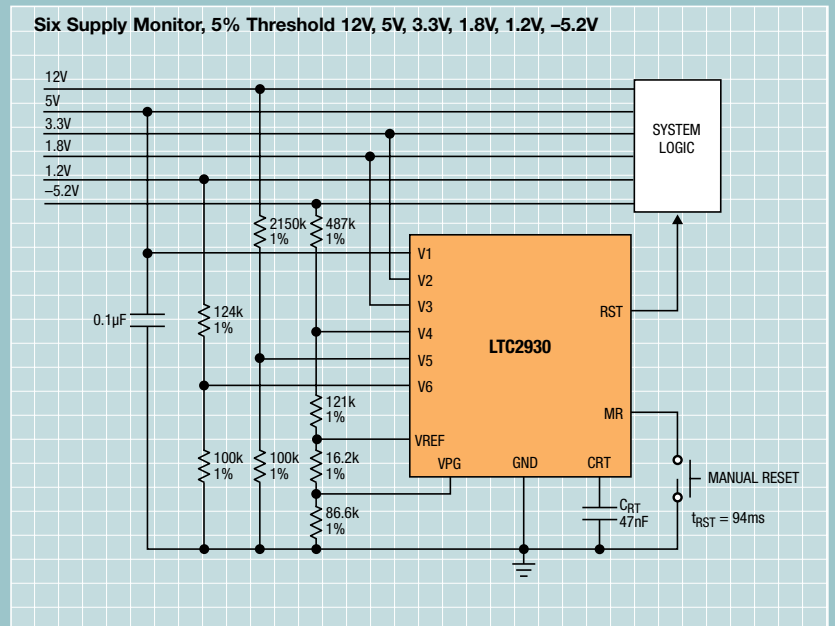 Six Supply Monitor, 5% Threshold 12V, 5V, 3.3V, 1.8V, 1.2V, –5.2V
12V
5V
3.3V
1.8V
1.2V
–5.2V
SYSTEM
LOGIC
2150k
1%
487k
1%
0.1µF
124k
1%
V1
V2
V3
V4
V5
V6
VREF
VPG
GND
CRT
RST
MR
LTC2930
121k
1%
100k
1%
100k
1%
16.2k
1%
86.6k
1%
CRT
47nF
MANUAL RESET
tRST = 94ms